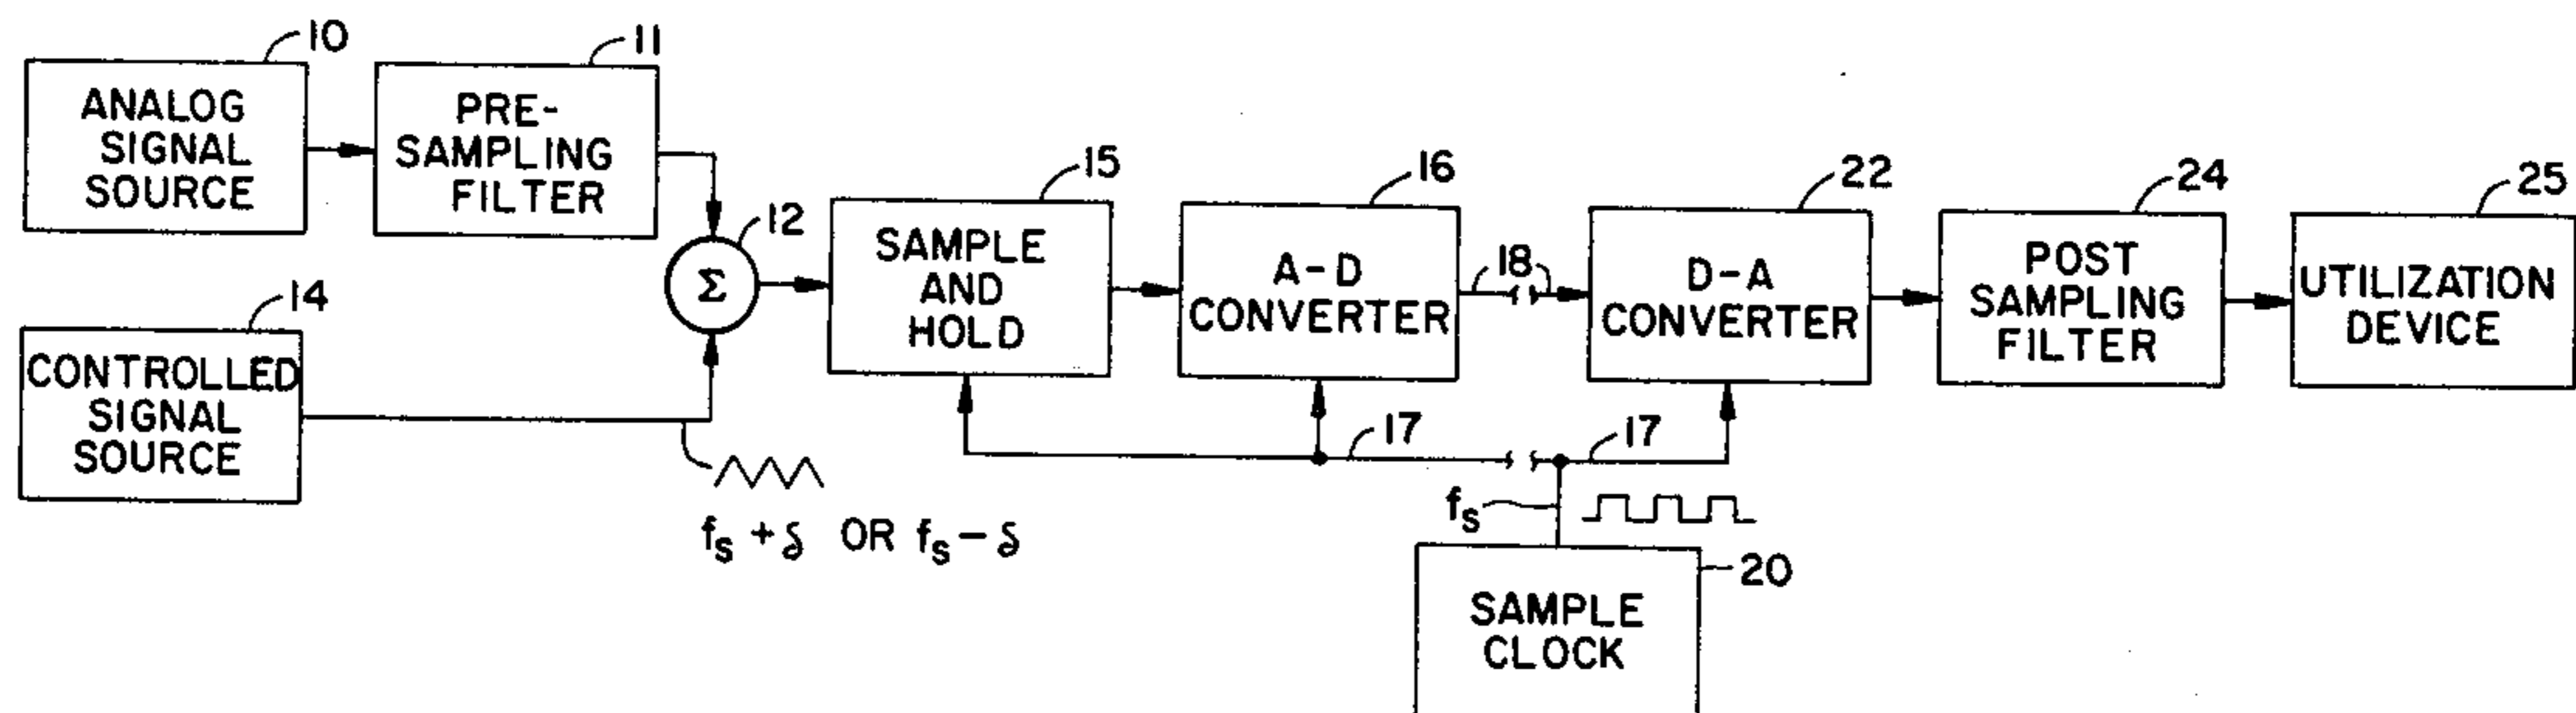 10
ANALOG
SIGNAL
SOURCE
11
PRE-
SAMPLING
FILTER
12
Σ
14
CONTROLLED
SIGNAL
SOURCE
fs + δ OR fs − δ
15
SAMPLE
AND
HOLD
16
A-D
CONVERTER
17
18
17
fs
20
SAMPLE
CLOCK
22
D-A
CONVERTER
24
POST
SAMPLING
FILTER
25
UTILIZATION
DEVICE